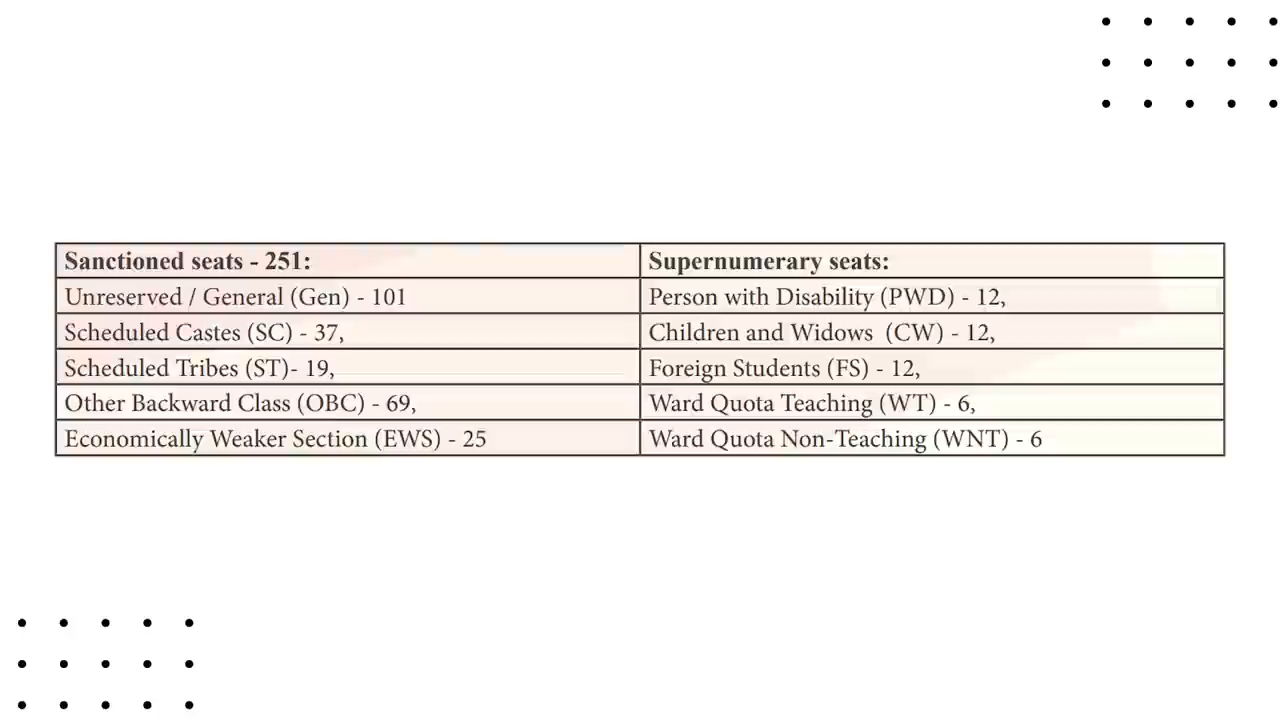 Sanctioned seats - 251:
Supernumerary seats:
Unreserved / General (Gen) - 101
Person with Disability (PWD) - 12,
Scheduled Castes (SC) - 37,
Children and Widows  (CW) - 12,
Scheduled Tribes (ST)- 19,
Foreign Students (FS) - 12,
Other Backward Class (OBC) - 69,
Ward Quota Teaching (WT) - 6,
Economically Weaker Section (EWS) - 25
Ward Quota Non-Teaching (WNT) - 6